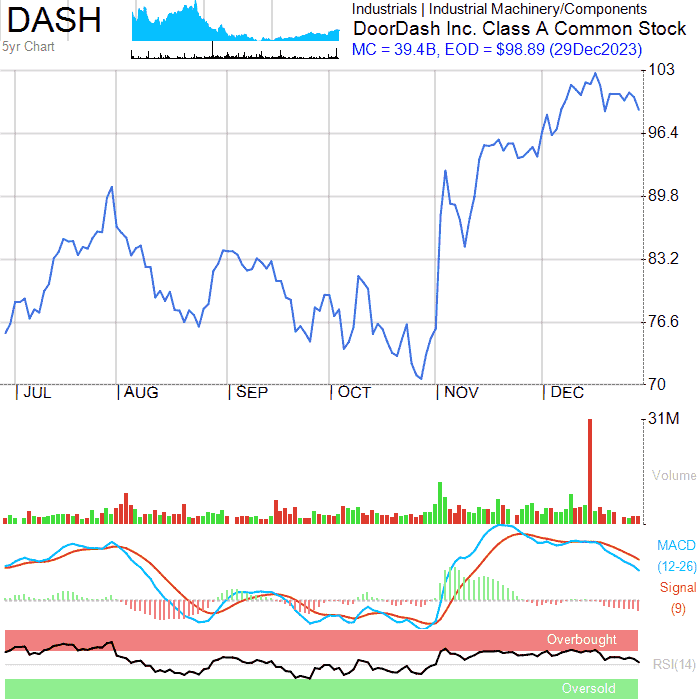 DASH
5yr Chart
Industrials | Industrial Machinery/Components
DoorDash Inc. Class A Common Stock
MC = 39.4B, EOD = $98.89 (29Dec2023)
103
96.4
89.8
83.2
76.6
70
| JUL | AUG | SEP | OCT | NOV | DEC
31M
Volume
MACD
(12-26)
Signal
(9)
Overbought
RSI(14)
Oversold